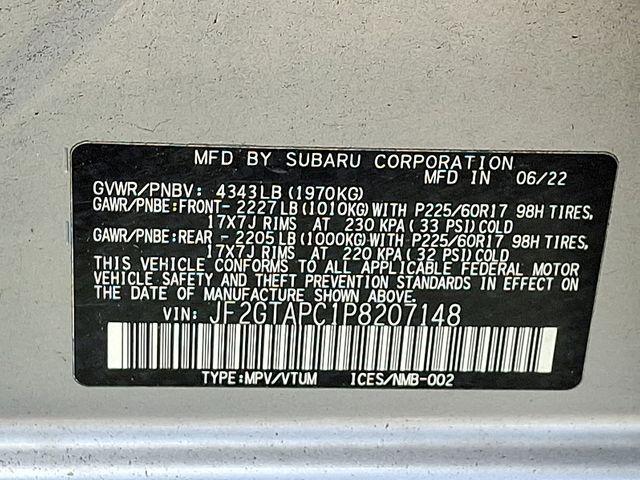 MFD BY SUBARU CORPORATION
MFD IN 06/22
GVWR/PNBV: 4343LB(1970KG)
GAWR/PNBE:FRONT-2227LB(1010KG)WITH P225/60R17 98H TIRES,
17X7J RIMS AT 230 KPA(33 PSI)COLD
GAWR/PNBE:REAR -2205LB(1000KG)WITH P225/60R17 98H TIRES,
17X7J RIMS AT 220 KPA(32 PSI)COLD
THIS VEHICLE CONFORMS TO ALL APPLICABLE FEDERAL MOTOR
VEHICLE SAFETY AND THEFT PREVENTION STANDARDS IN EFFECT ON
THE DATE OF MANUFACTURE SHOWN ABOVE.
VIN: JF2GTAPC1P8207148
TYPE:MPV/VTUM ICES/NMB-002